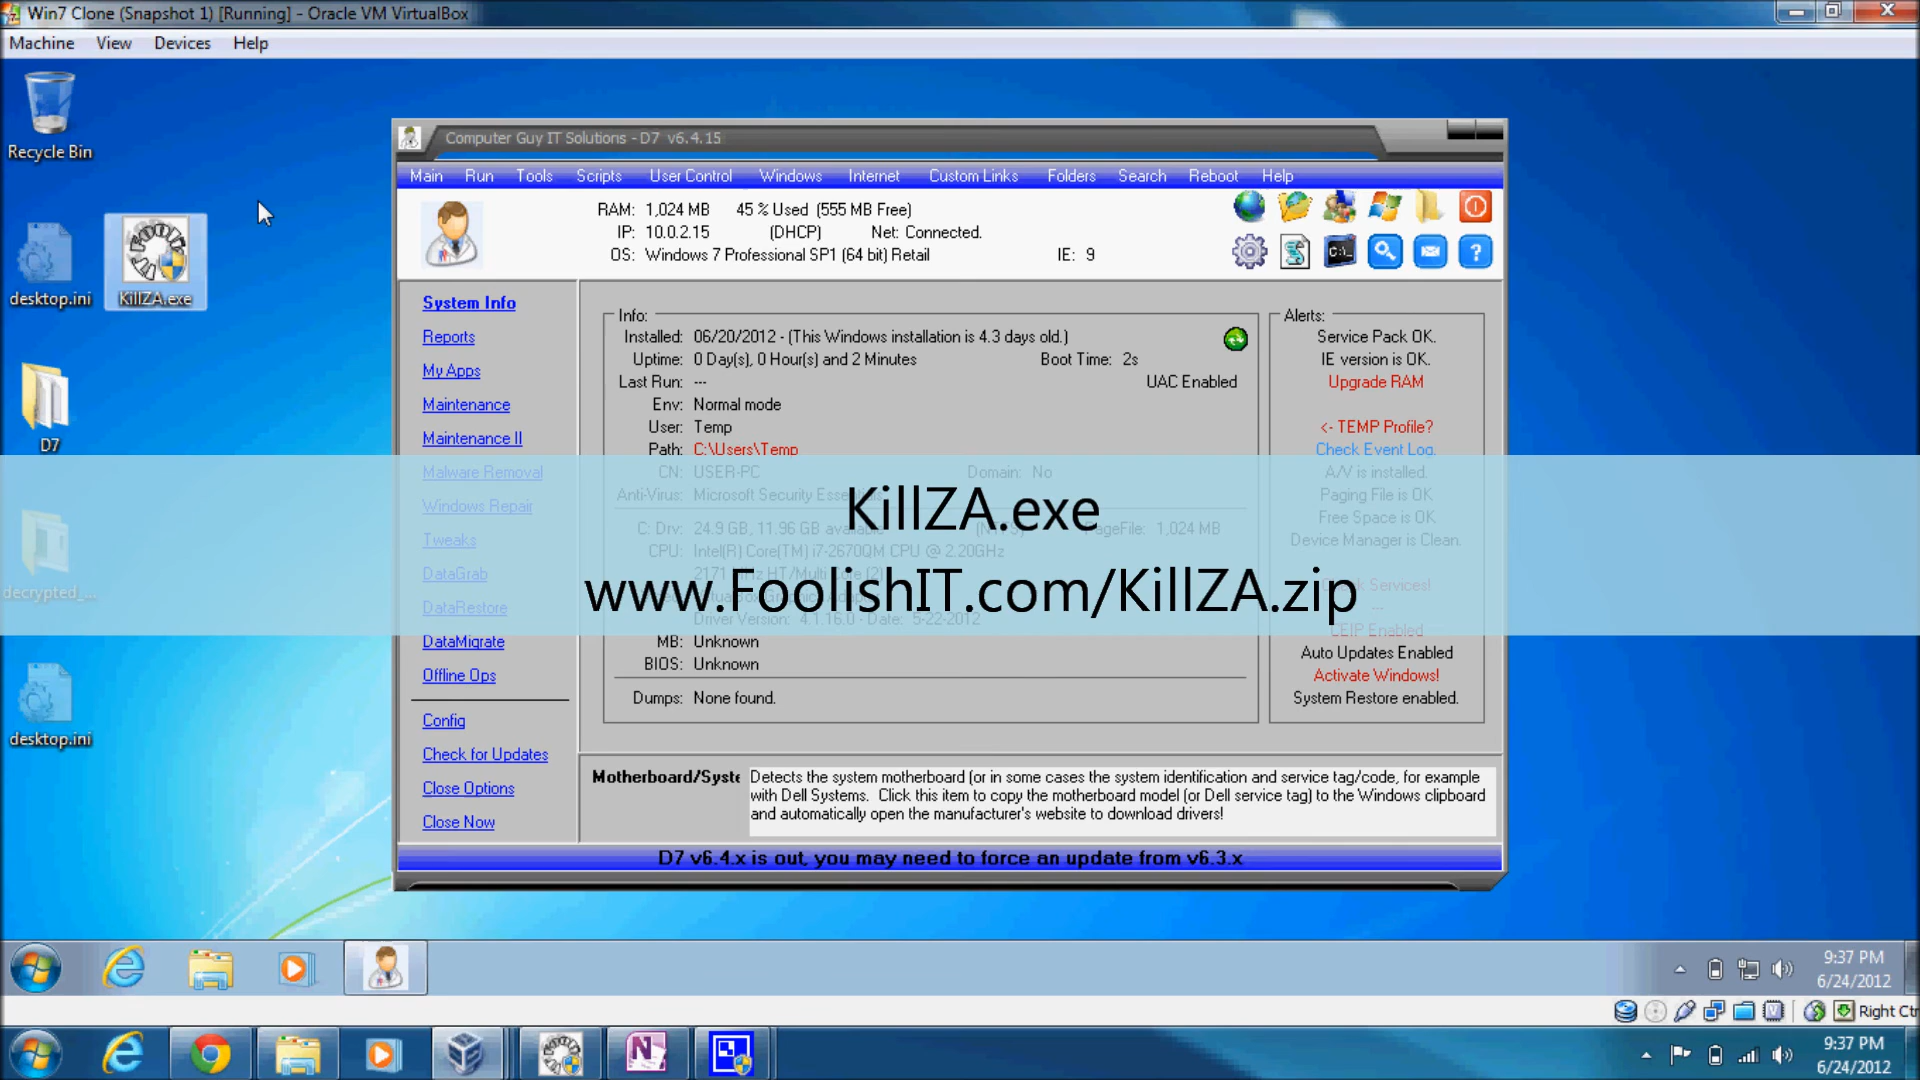 Win7 Clone (Snapshot 1) [Running] - Oracle VM VirtualBox
Machine View Devices Help
Recycle Bin
desktop.ini
KillZA.exe
D7
decrypted_...
desktop.ini
Computer Guy IT Solutions - D7 v6.4.15
Main Run Tools Scripts User Control Windows Internet Custom Links Folders Search Reboot Help
RAM: 1,024 MB 45 % Used (555 MB Free)
IP: 10.0.2.15 (DHCP) Net: Connected.
OS: Windows 7 Professional SP1 (64 bit) Retail IE: 9
System Info
Reports
My Apps
Maintenance
Maintenance II
Malware Removal
Windows Repair
Tweaks
DataGrab
DataRestore
DataMigrate
Offline Ops
Config
Check for Updates
Close Options
Close Now
Info:
Installed: 06/20/2012 - (This Windows installation is 4.3 days old.)
Uptime: 0 Day(s), 0 Hour(s) and 2 Minutes Boot Time: 2s
Last Run: --- UAC Enabled
Env: Normal mode
User: Temp
Path: C:\Users\Temp
CN: USER-PC Domain: No
Anti-Virus: Microsoft Security
C: Drv: 24.9 GB, 11.96 GB available (NTFS) PageFile: 1,024 MB
CPU: Intel(R) Core(TM) i7-2670QM CPU @ 2.20GHz
Driver Version: 4.1.16.0 - Date: 5-22-2012
MB: Unknown
BIOS: Unknown
Dumps: None found.
Alerts:
Service Pack OK.
IE version is OK.
Upgrade RAM
<- TEMP Profile?
Check Event Log.
A/V is installed.
Paging File is OK
Free Space is OK
Device Manager is Clean.
Services!
---
CEIP Enabled
Auto Updates Enabled
Activate Windows!
System Restore enabled.
KillZA.exe
www.FoolishIT.com/KillZA.zip
Motherboard/Syste
Detects the system motherboard (or in some cases the system identification and service tag/code, for example
with Dell Systems. Click this item to copy the motherboard model (or Dell service tag) to the Windows clipboard
and automatically open the manufacturer's website to download drivers!
D7 v6.4.x is out, you may need to force an update from v6.3.x
9:37 PM
6/24/2012
Right Ctr
9:37 PM
6/24/2012